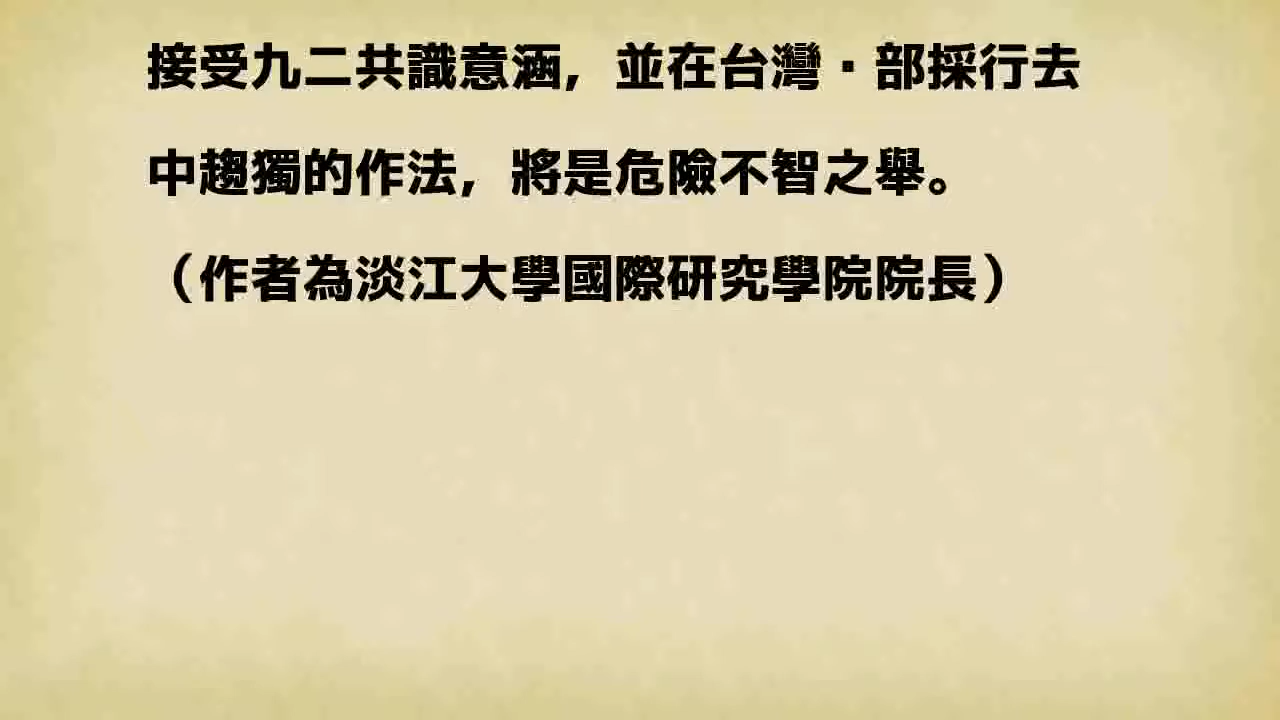 接受九二共識意涵，並在台灣▪部採行去
中趨獨的作法，將是危險不智之舉。
（作者為淡江大學國際研究學院院長）